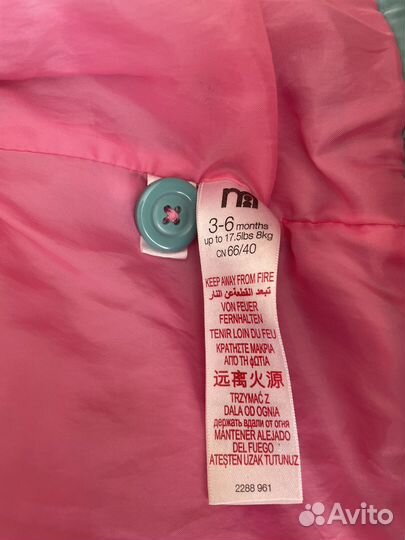 m
3-6 months
up to 17.5lbs 8kg
CN 66/40
KEEP AWAY FROM FIRE
تبعد القطعة عن النار
VON FEUER
FERNHALTEN
TENIR LOIN DU FEU
ΚΡΑΤΗΣΤΕ ΜΑΚΡΙΑ
ΑΠΟ ΤΗ ΦΩΤΙΑ
远离火源
TRZYMAĆ Z
DALA OD OGNIA
держать вдали от огня
MANTENER ALEJADO
DEL FUEGO
ATEŞTEN UZAK TUTUNUZ
2288 961
Avito